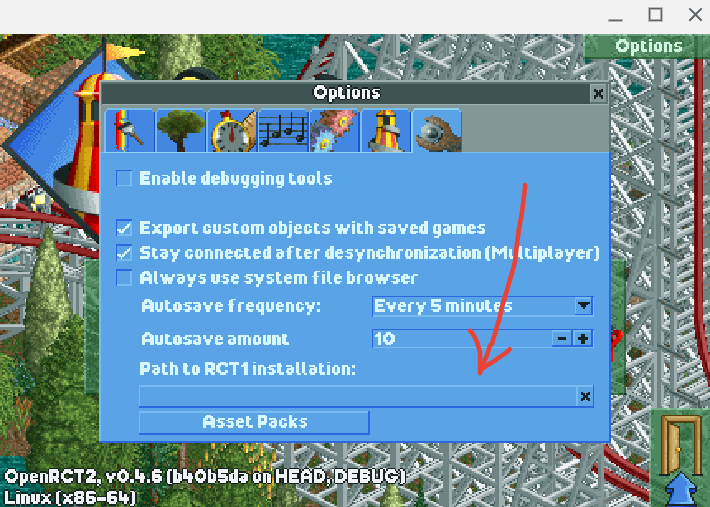 Options
Options
Enable debugging tools
Export custom objects with saved games
Stay connected after desynchronization (Multiplayer)
Always use system file browser
Autosave frequency: Every 5 minutes
Autosave amount 10 - +
Path to RCT1 installation:
Asset Packs
OpenRCT2, v0.4.6 (b40b5da on HEAD, DEBUG)
Linux (x86-64)